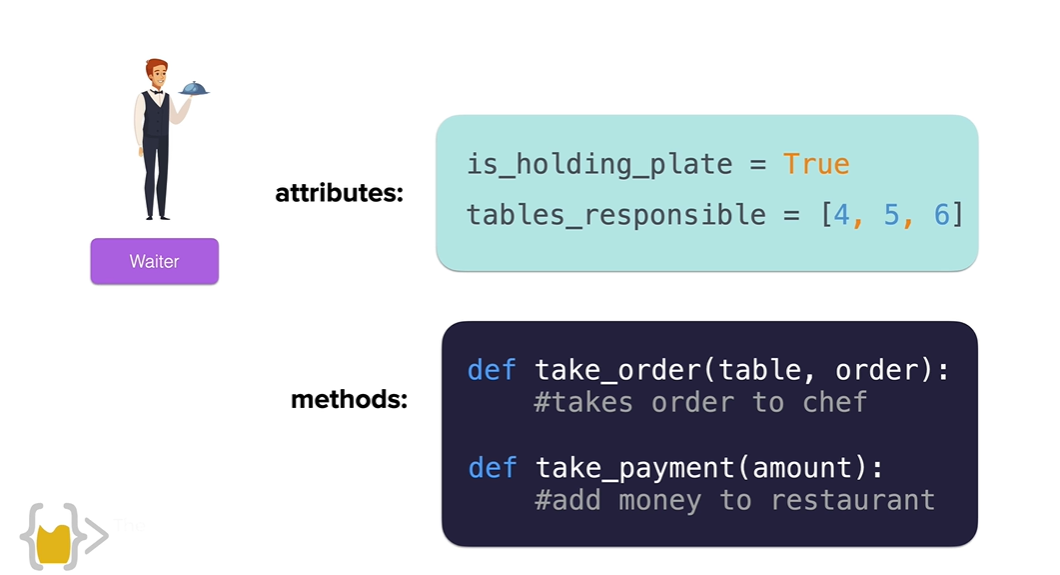 attributes:
is_holding_plate = True
tables_responsible = [4, 5, 6]
Waiter
methods:
def take_order(table, order):
#takes order to chef
def take_payment(amount):
#add money to restaurant